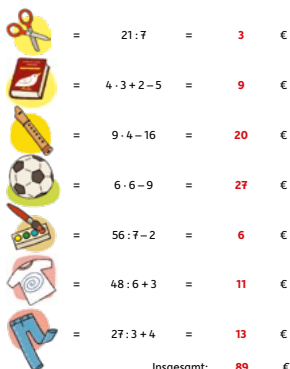 = 21 : 7 = 3 €
= 4 · 3 + 2 – 5 = 9 €
= 9 · 4 – 16 = 20 €
= 6 · 6 – 9 = 27 €
= 56 : 7 – 2 = 6 €
= 48 : 6 + 3 = 11 €
= 27 : 3 + 4 = 13 €
Insgesamt: 89 €